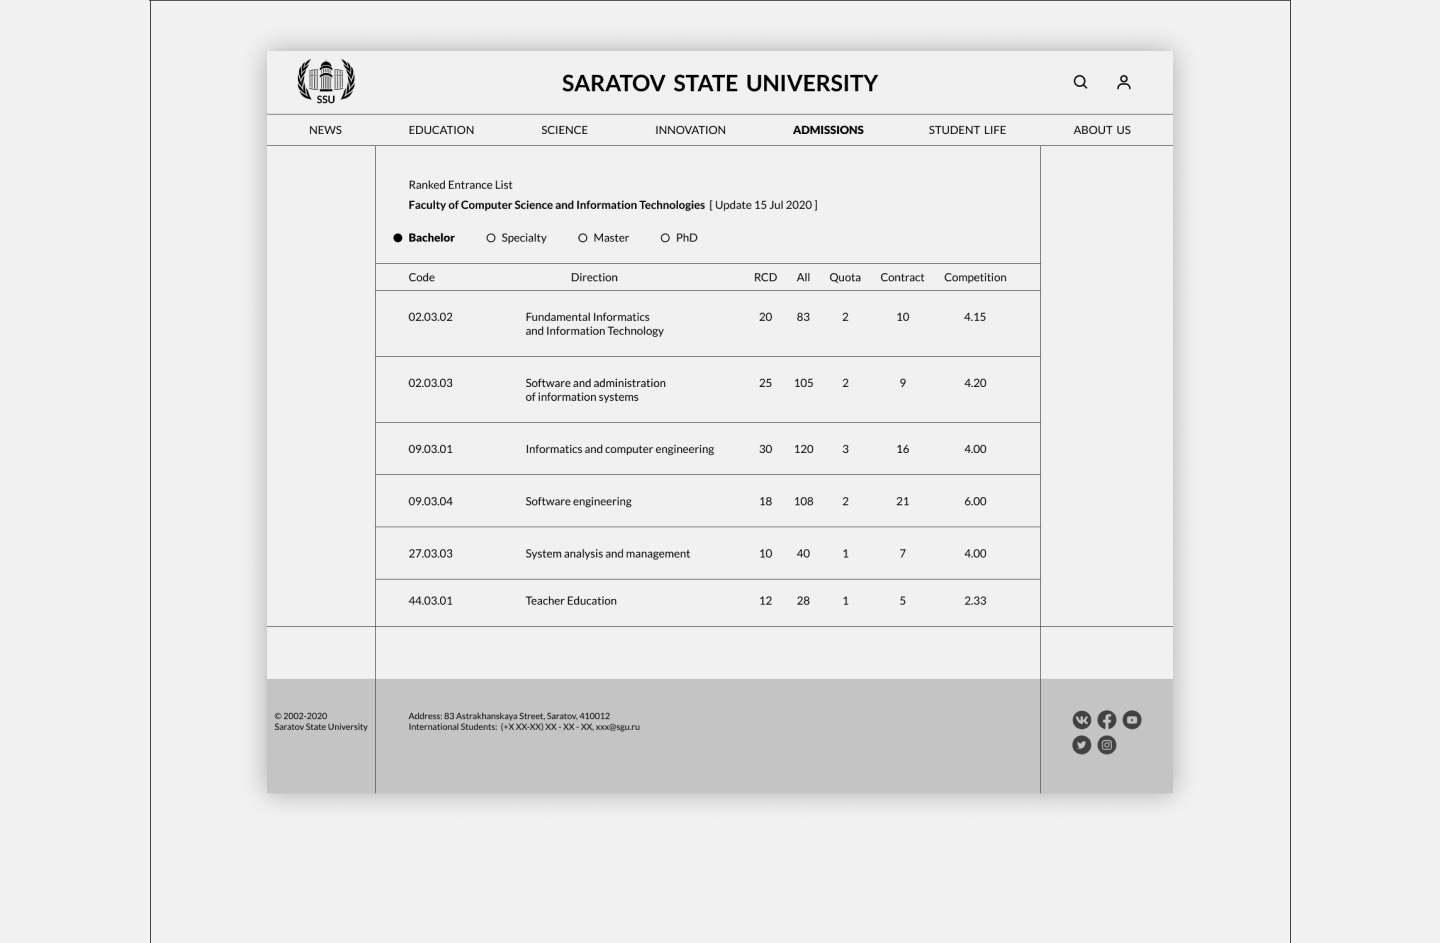 SSU
SARATOV STATE UNIVERSITY
NEWS EDUCATION SCIENCE INNOVATION ADMISSIONS STUDENT LIFE ABOUT US
Ranked Entrance List
Faculty of Computer Science and Information Technologies [ Update 15 Jul 2020 ]
Bachelor Specialty Master PhD
Code Direction RCD All Quota Contract Competition
02.03.02 Fundamental Informatics 20 83 2 10 4.15
and Information Technology
02.03.03 Software and administration 25 105 2 9 4.20
of information systems
09.03.01 Informatics and computer engineering 30 120 3 16 4.00
09.03.04 Software engineering 18 108 2 21 6.00
27.03.03 System analysis and management 10 40 1 7 4.00
44.03.01 Teacher Education 12 28 1 5 2.33
© 2002-2020
Saratov State University
Address: 83 Astrakhanskaya Street, Saratov, 410012
International Students: (+X XX-XX) XX - XX - XX, xxx@sgu.ru